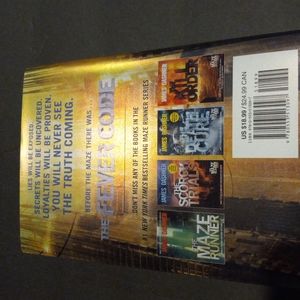 LIES WILL BE EXPOSED.
SECRETS WILL BE UNCOVERED.
LOYALTIES WILL BE PROVEN.
YOU WILL NEVER SEE
THE TRUTH COMING.
BEFORE THE MAZE THERE WAS . . .
THE FEVER CODE
DON'T MISS ANY OF THE BOOKS IN THE
#1 NEW YORK TIMES BESTSELLING MAZE RUNNER SERIES
JAMES DASHNER
THE MAZE RUNNER
JAMES DASHNER
THE SCORCH TRIALS
JAMES DASHNER
THE DEATH CURE
JAMES DASHNER
THE KILL ORDER
US $18.99 / $24.99 CAN